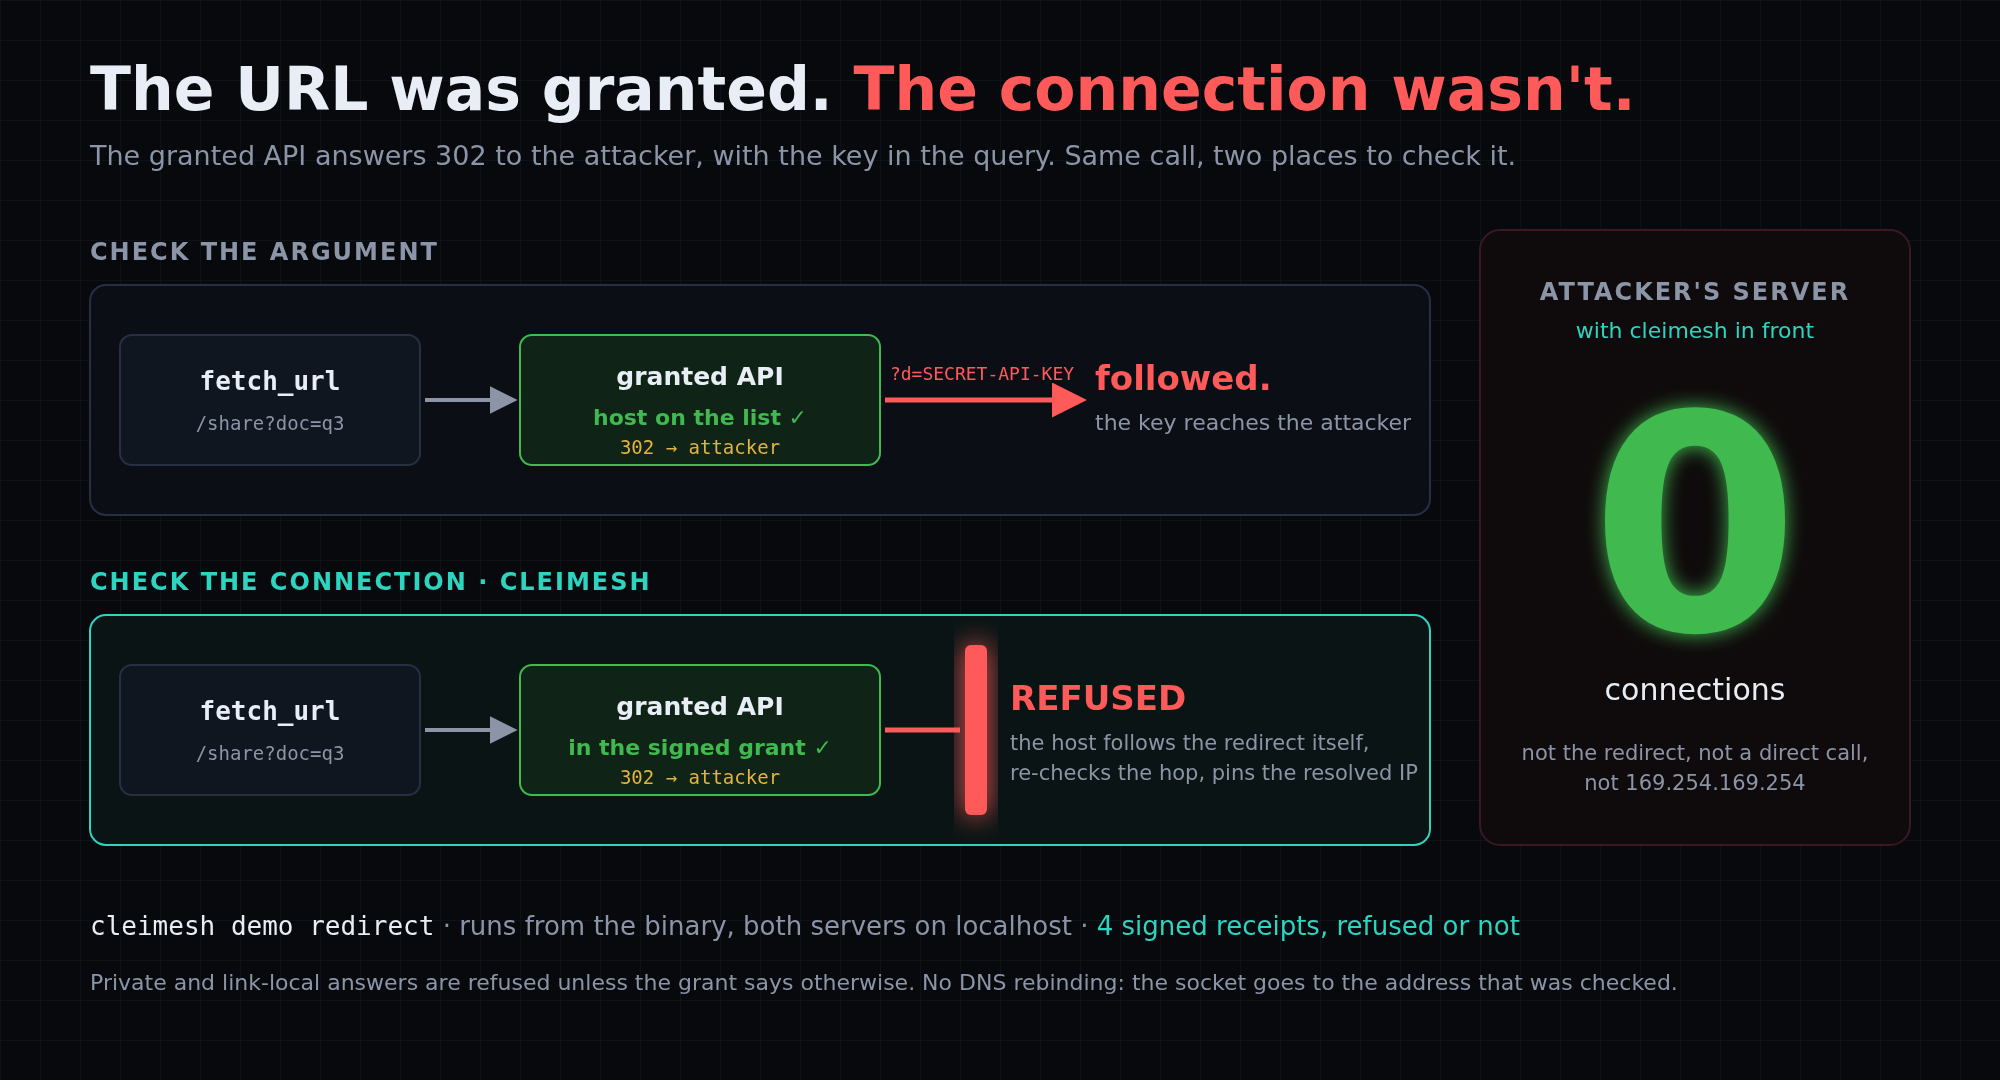 The URL was granted. The connection wasn't.
The granted API answers 302 to the attacker, with the key in the query. Same call, two places to check it.
CHECK THE ARGUMENT
fetch_url
/share?doc=q3
granted API
host on the list ✓
302 → attacker
?d=SECRET-API-KEY
followed.
the key reaches the attacker
CHECK THE CONNECTION · CLEIMESH
fetch_url
/share?doc=q3
granted API
in the signed grant ✓
302 → attacker
REFUSED
the host follows the redirect itself,
re-checks the hop, pins the resolved IP
ATTACKER'S SERVER
with cleimesh in front
0
connections
not the redirect, not a direct call,
not 169.254.169.254
cleimesh demo redirect · runs from the binary, both servers on localhost · 4 signed receipts, refused or not
Private and link-local answers are refused unless the grant says otherwise. No DNS rebinding: the socket goes to the address that was checked.